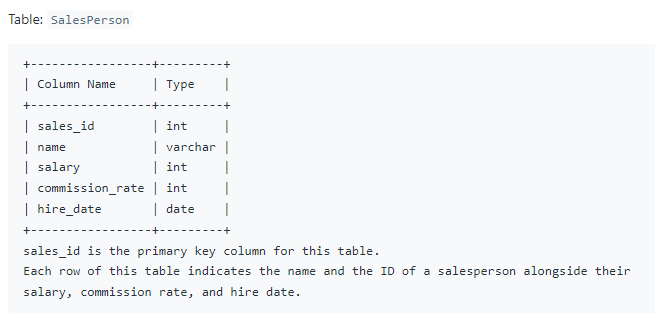 Table: SalesPerson
+-----------------+---------+
| Column Name     | Type    |
+-----------------+---------+
| sales_id        | int     |
| name            | varchar |
| salary          | int     |
| commission_rate | int     |
| hire_date       | date    |
+-----------------+---------+
sales_id is the primary key column for this table.
Each row of this table indicates the name and the ID of a salesperson alongside their
salary, commission rate, and hire date.